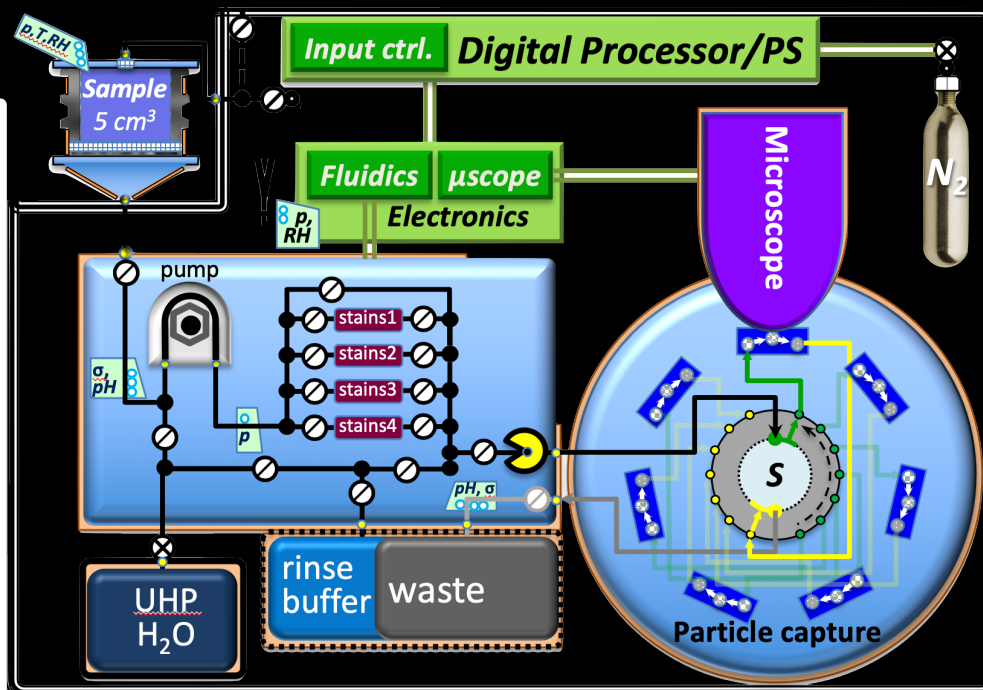 p,T,RH
Sample
5 cm³
Input ctrl.
Digital Processor/PS
Fluidics
µscope
Electronics
p,
RH
N₂
Microscope
pump
stains1
stains2
stains3
stains4
σ,
pH
p
pH, σ
S
rinse
buffer
waste
UHP
H₂O
Particle capture